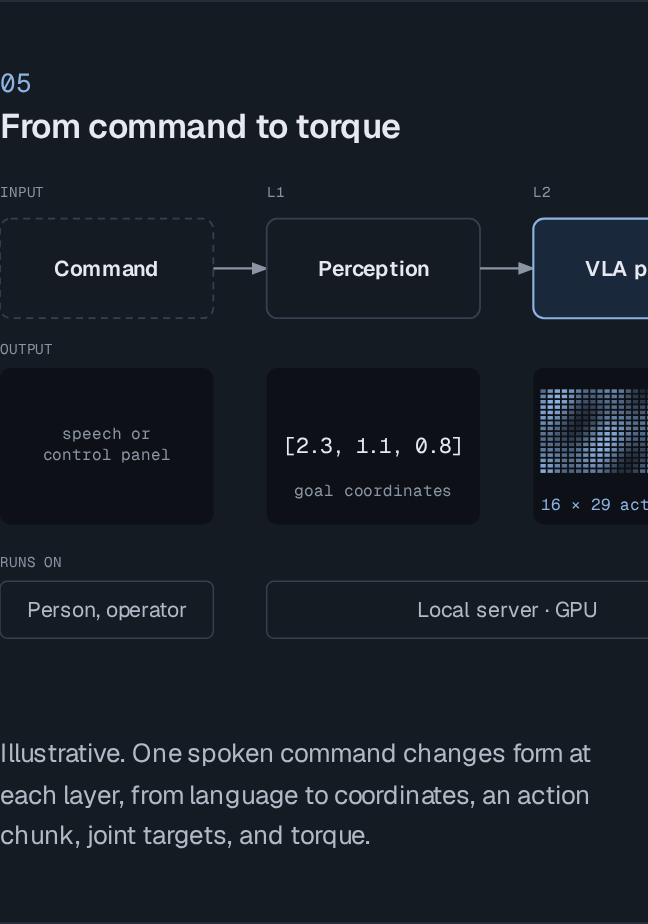 05
From command to torque
INPUT
L1
L2
Command
Perception
VLA p
OUTPUT
speech or
control panel
[2.3, 1.1, 0.8]
goal coordinates
16 × 29 act
RUNS ON
Person, operator
Local server · GPU
Illustrative. One spoken command changes form at
each layer, from language to coordinates, an action
chunk, joint targets, and torque.